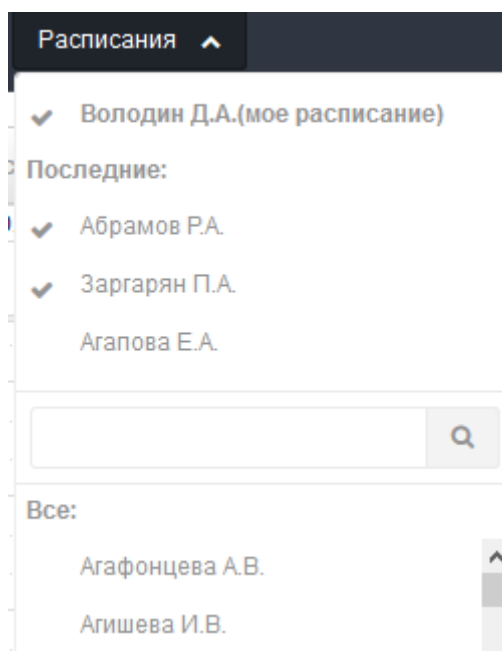 Расписания
Володин Д.А.(мое расписание)
Последние:
Абрамов Р.А.
Заргарян П.А.
Агапова Е.А.
Все:
Агафонцева А.В.
Агишева И.В.